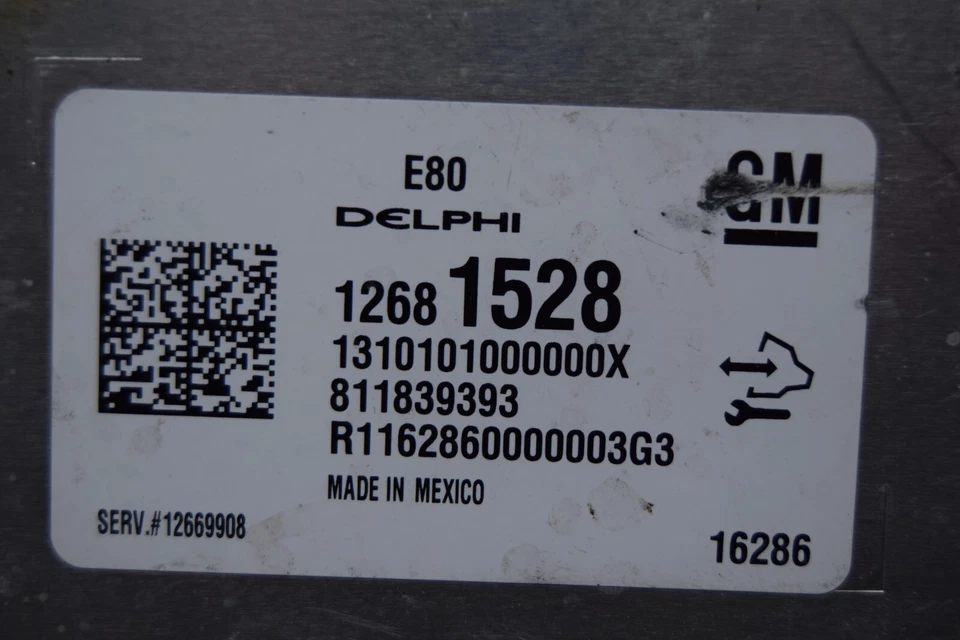 E80
DELPHI
GM
1268 1528
1310101000000X
811839393
R1162860000003G3
MADE IN MEXICO
SERV.#12669908
16286